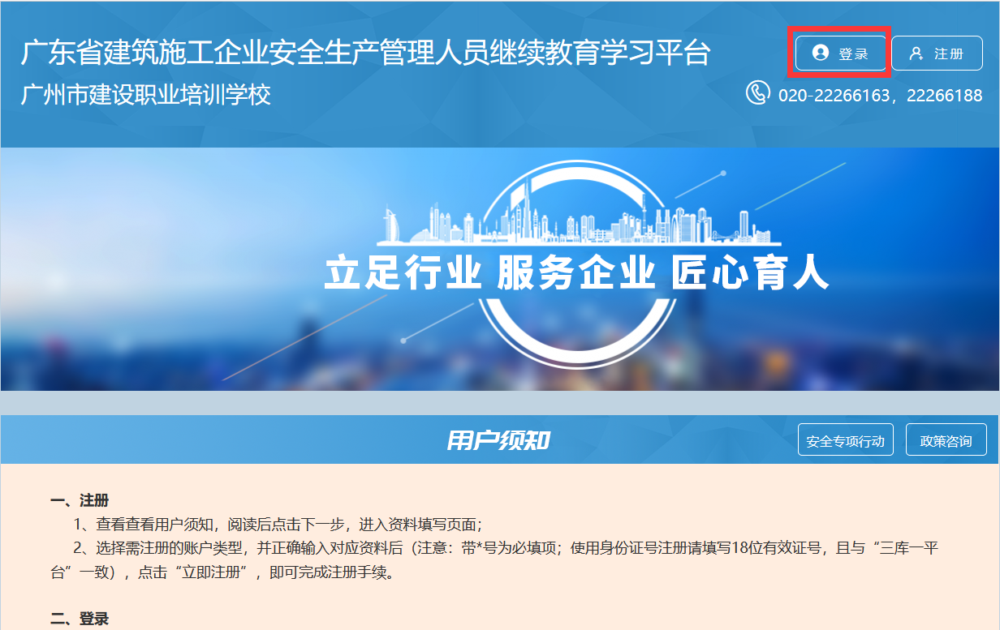 广东省建筑施工企业安全生产管理人员继续教育学习平台
登录
注册
广州市建设职业培训学校
020-22266163，22266188
立足行业 服务企业 匠心育人
用户须知
安全专项行动
政策咨询
一、注册
1、查看查看用户须知，阅读后点击下一步，进入资料填写页面；
2、选择需注册的账户类型，并正确输入对应资料后（注意：带*号为必填项；使用身份证号注册请填写18位有效证号，且与“三库一平
台”一致），点击“立即注册”，即可完成注册手续。
二、登录